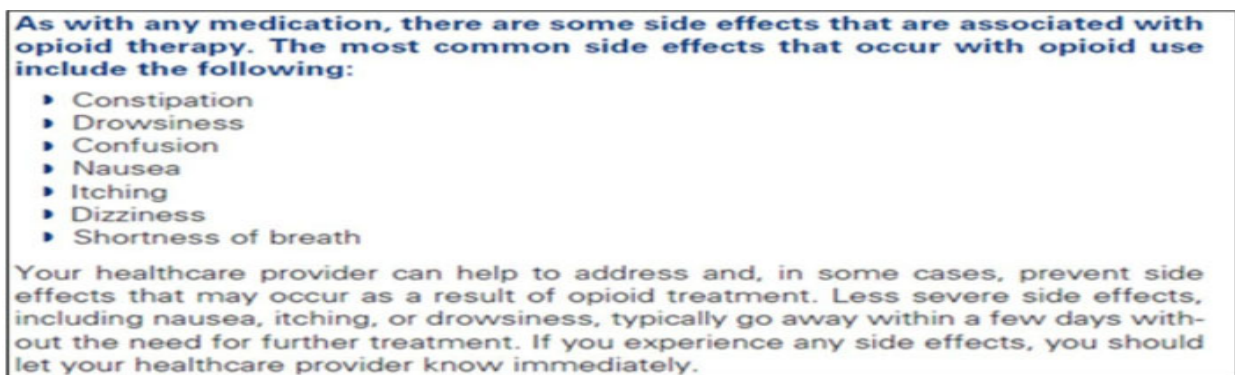 As with any medication, there are some side effects that are associated with
opioid therapy. The most common side effects that occur with opioid use
include the following:
Constipation
Drowsiness
Confusion
Nausea
Itching
Dizziness
Shortness of breath
Your healthcare provider can help to address and, in some cases, prevent side
effects that may occur as a result of opioid treatment. Less severe side effects,
including nausea, itching, or drowsiness, typically go away within a few days with-
out the need for further treatment. If you experience any side effects, you should
let your healthcare provider know immediately.